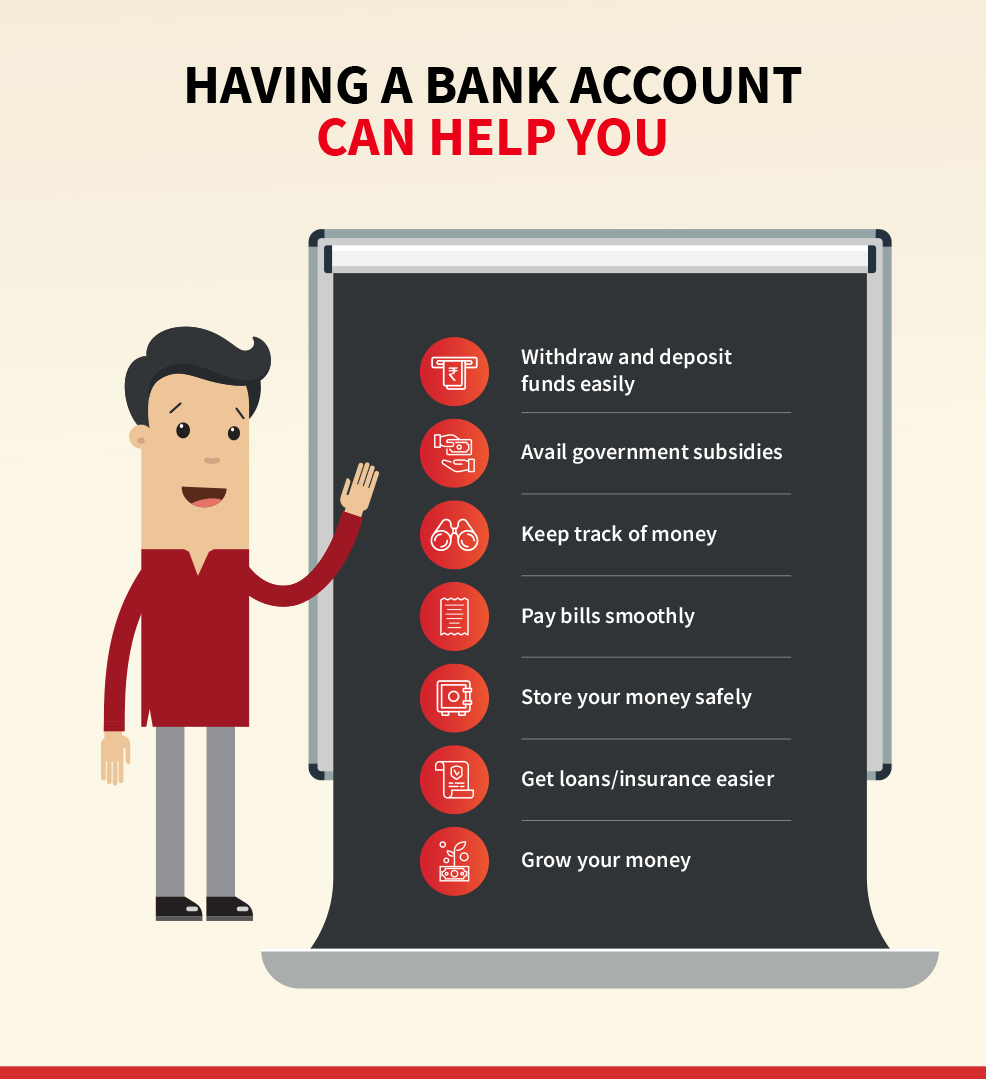 HAVING A BANK ACCOUNT
CAN HELP YOU
₹
Withdraw and deposit
funds easily
Avail government subsidies
Keep track of money
Pay bills smoothly
Store your money safely
Get loans/insurance easier
Grow your money